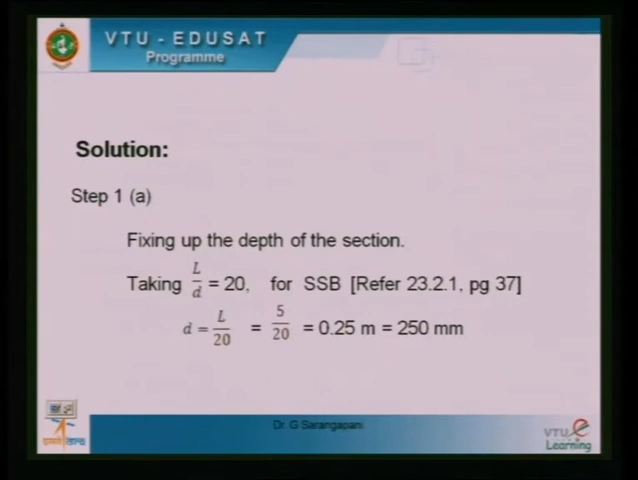 VTU - EDUSAT
Programme
Solution:
Step 1 (a)
Fixing up the depth of the section.
Taking L/d = 20, for SSB [Refer 23.2.1, pg 37]
d = L/20 = 5/20 = 0.25 m = 250 mm
Dr. G Sarangapani
VTU e
Learning